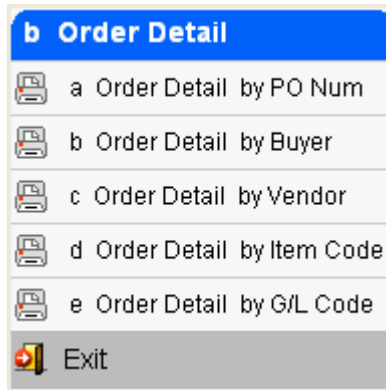 b Order Detail
a Order Detail by PO Num
b Order Detail by Buyer
c Order Detail by Vendor
d Order Detail by Item Code
e Order Detail by G/L Code
Exit